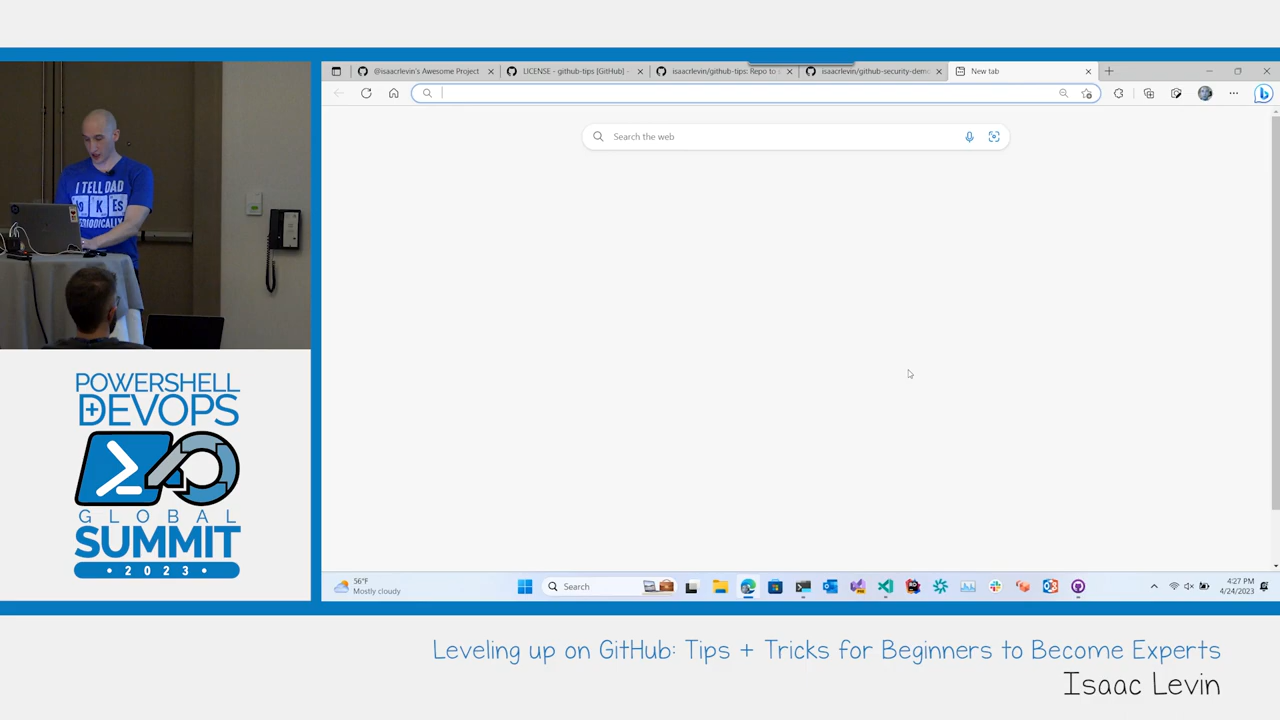 @isaacrlevin's Awesome Project
LICENSE - github-tips [GitHub] -
isaacrlevin/github-tips: Repo to
isaacrlevin/github-security-dem
New tab
Search the web
I TELL DAD
KEs
PERIODICALLY
POWERSHELL
+DEVOPS
GLOBAL
SUMMIT
• 2 0 2 3 •
56°F
Mostly cloudy
Search
4:27 PM
4/24/2023
Leveling up on GitHub: Tips + Tricks for Beginners to Become Experts
Isaac Levin